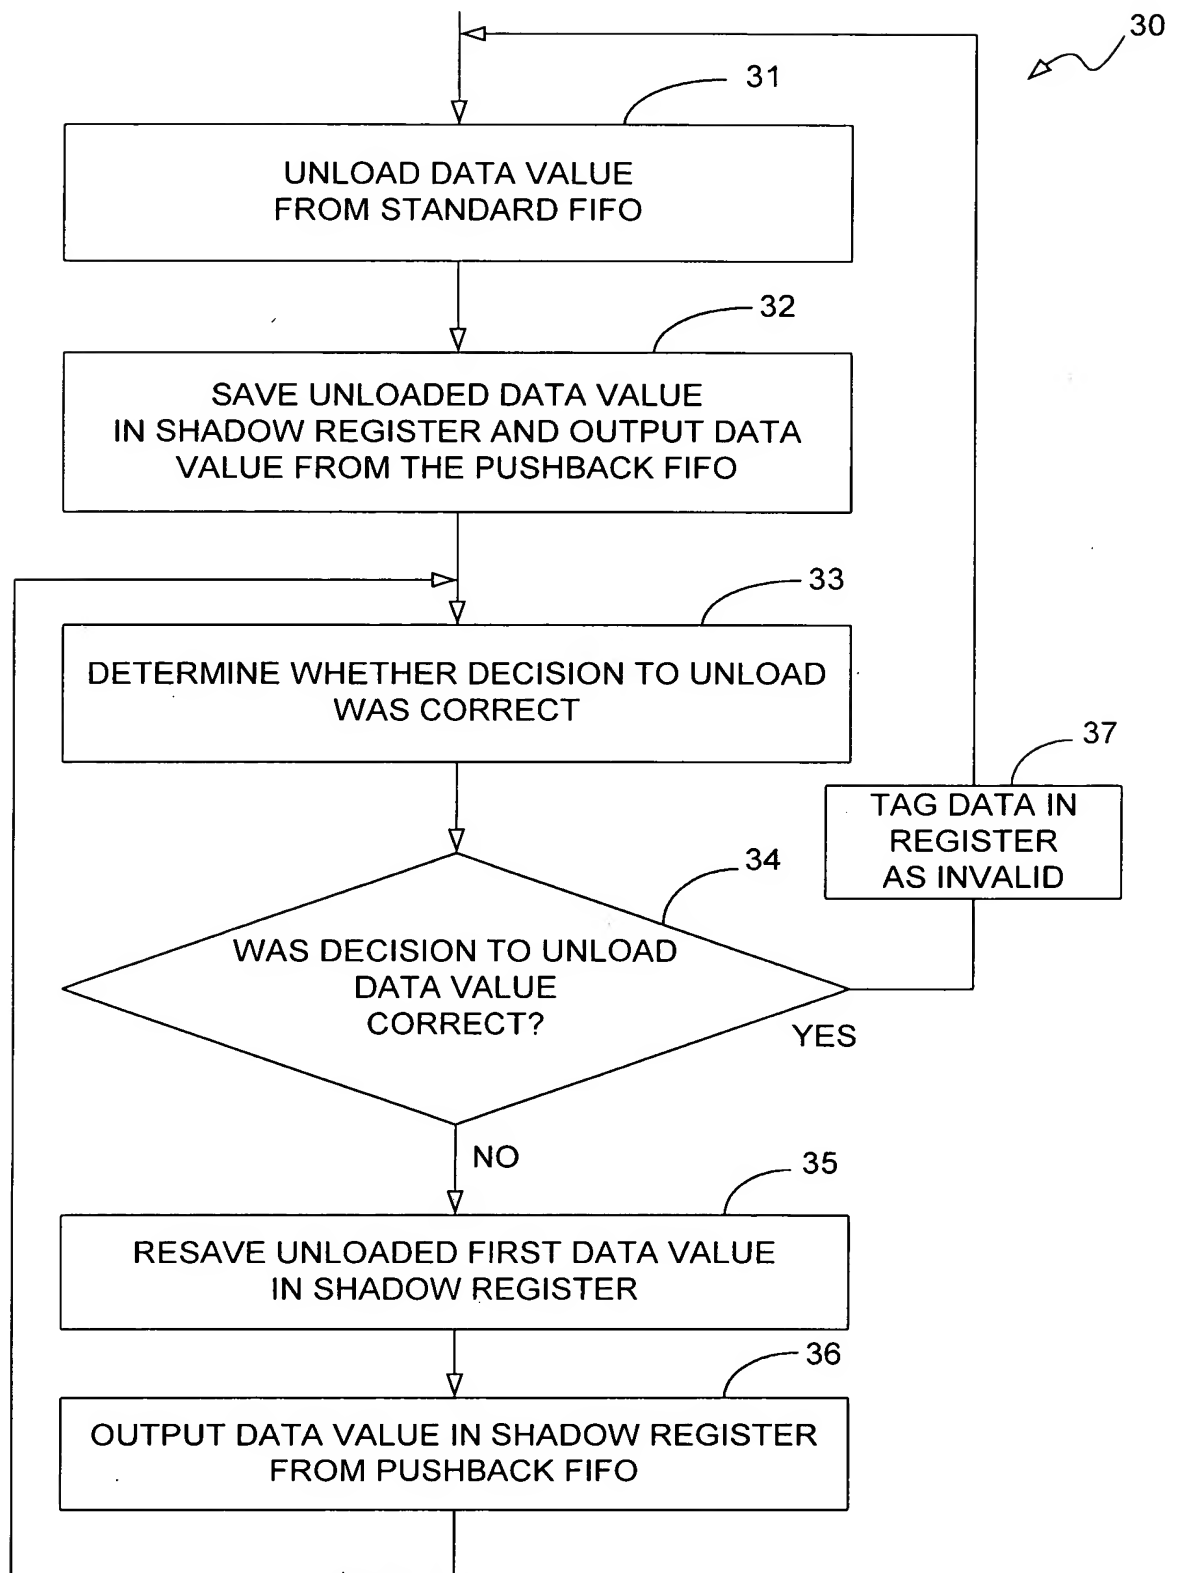 30
31
UNLOAD DATA VALUE
FROM STANDARD FIFO
32
SAVE UNLOADED DATA VALUE
IN SHADOW REGISTER AND OUTPUT DATA
VALUE FROM THE PUSHBACK FIFO
33
DETERMINE WHETHER DECISION TO UNLOAD
WAS CORRECT
37
TAG DATA IN
REGISTER
AS INVALID
34
WAS DECISION TO UNLOAD
DATA VALUE
CORRECT?
YES
NO
35
RESAVE UNLOADED FIRST DATA VALUE
IN SHADOW REGISTER
36
OUTPUT DATA VALUE IN SHADOW REGISTER
FROM PUSHBACK FIFO